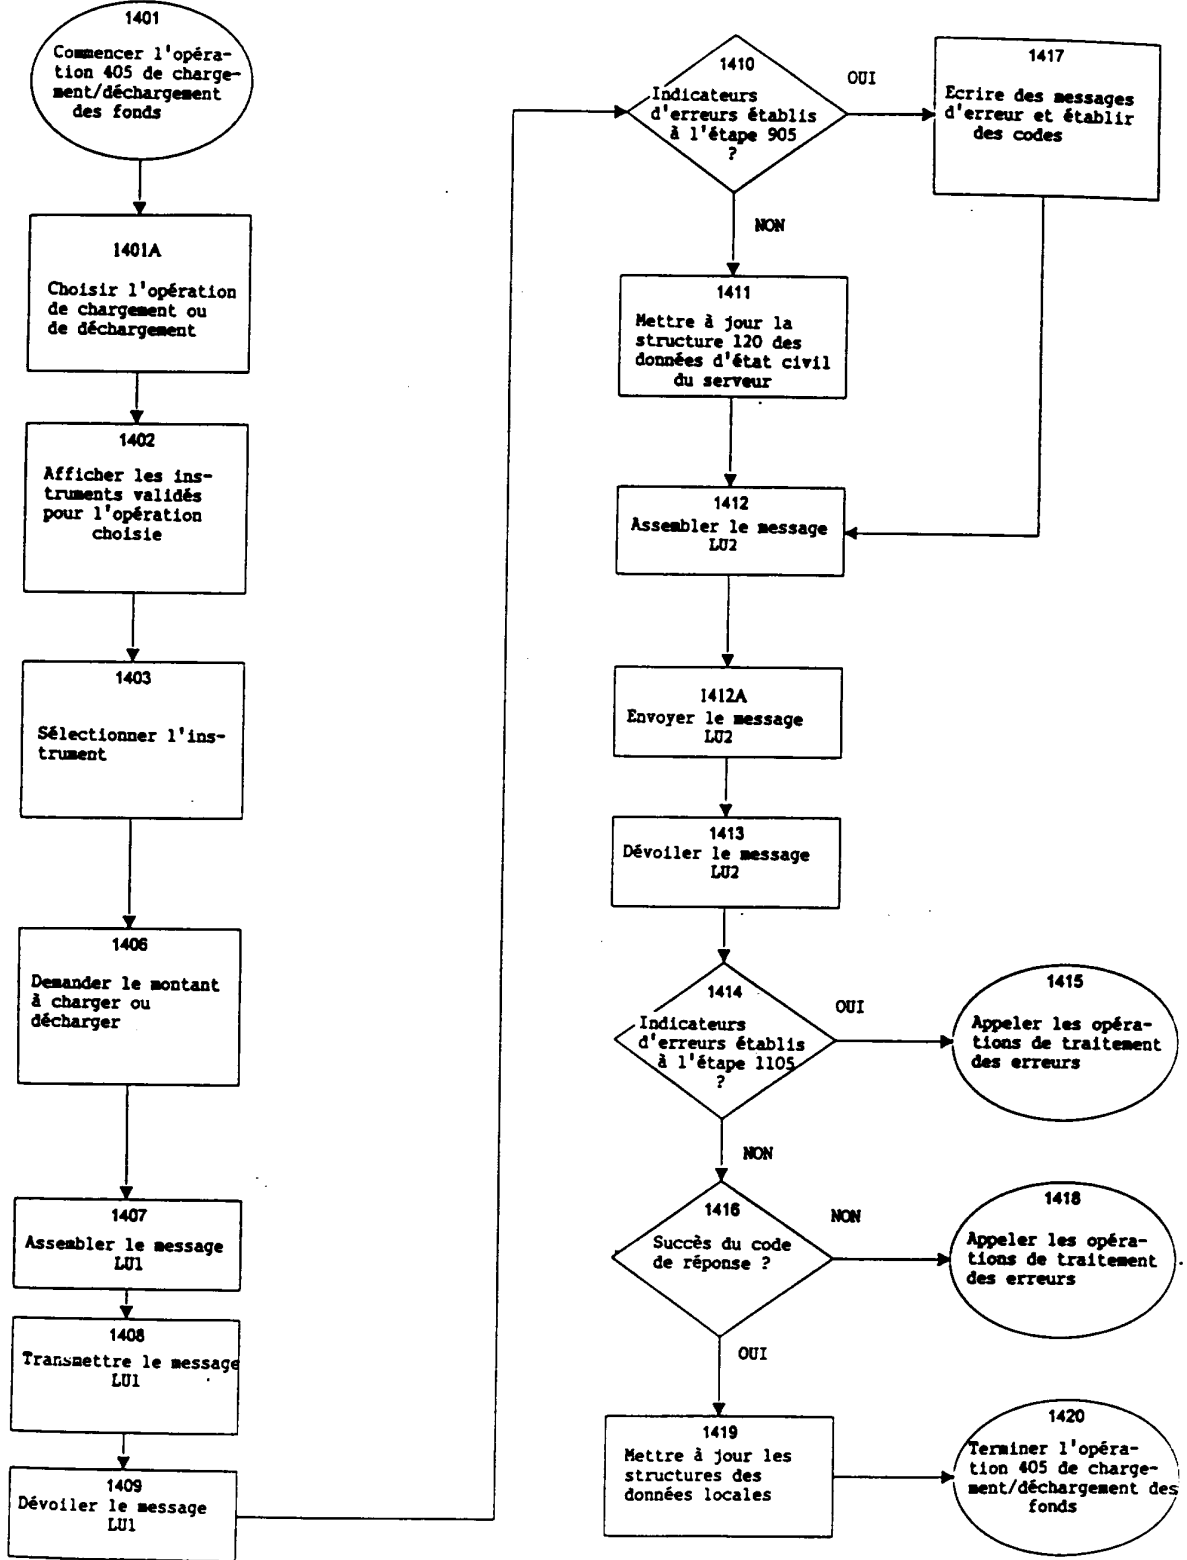 1401
Commencer l'opéra-
tion 405 de charge-
ment/déchargement
des fonds
1401A
Choisir l'opération
de chargement ou
de déchargement
1402
Afficher les ins-
truments validés
pour l'opération
choisie
1403
Sélectionner l'ins-
trument
1406
Demander le montant
à charger ou
décharger
1407
Assembler le message
LU1
1408
Transmettre le message
LU1
1409
Dévoiler le message
LU1
1410
Indicateurs
d'erreurs établis
à l'étape 905
?
OUI
NON
1417
Ecrire des messages
d'erreur et établir
des codes
1411
Mettre à jour la
structure 120 des
données d'état civil
du serveur
1412
Assembler le message
LU2
1412A
Envoyer le message
LU2
1413
Dévoiler le message
LU2
1414
Indicateurs
d'erreurs établis
à l'étape 1105
?
OUI
NON
1415
Appeler les opéra-
tions de traitement
des erreurs
1416
Succès du code
de réponse ?
NON
OUI
1418
Appeler les opéra-
tions de traitement
des erreurs
1419
Mettre à jour les
structures des
données locales
1420
Terminer l'opéra-
tion 405 de charge-
ment/déchargement des
fonds